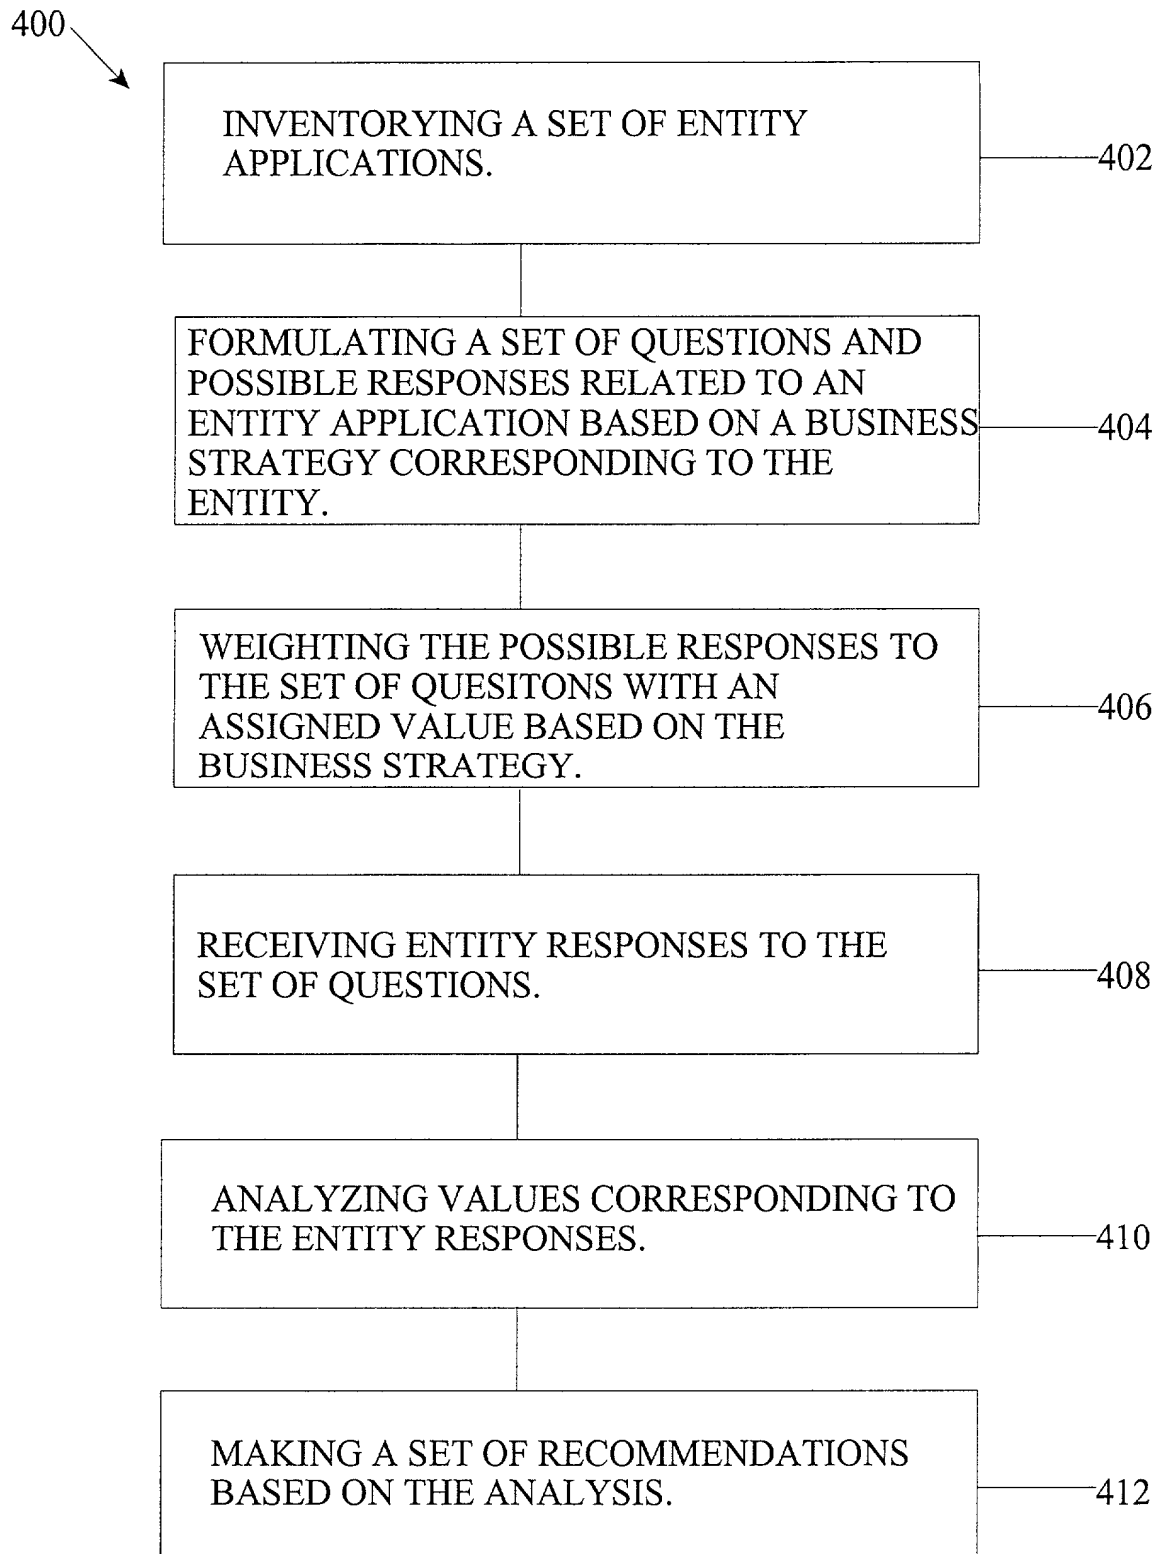 400
INVENTORYING A SET OF ENTITY
APPLICATIONS.
402
FORMULATING A SET OF QUESTIONS AND
POSSIBLE RESPONSES RELATED TO AN
ENTITY APPLICATION BASED ON A BUSINESS
STRATEGY CORRESPONDING TO THE
ENTITY.
404
WEIGHTING THE POSSIBLE RESPONSES TO
THE SET OF QUESITONS WITH AN
ASSIGNED VALUE BASED ON THE
BUSINESS STRATEGY.
406
RECEIVING ENTITY RESPONSES TO THE
SET OF QUESTIONS.
408
ANALYZING VALUES CORRESPONDING TO
THE ENTITY RESPONSES.
410
MAKING A SET OF RECOMMENDATIONS
BASED ON THE ANALYSIS.
412